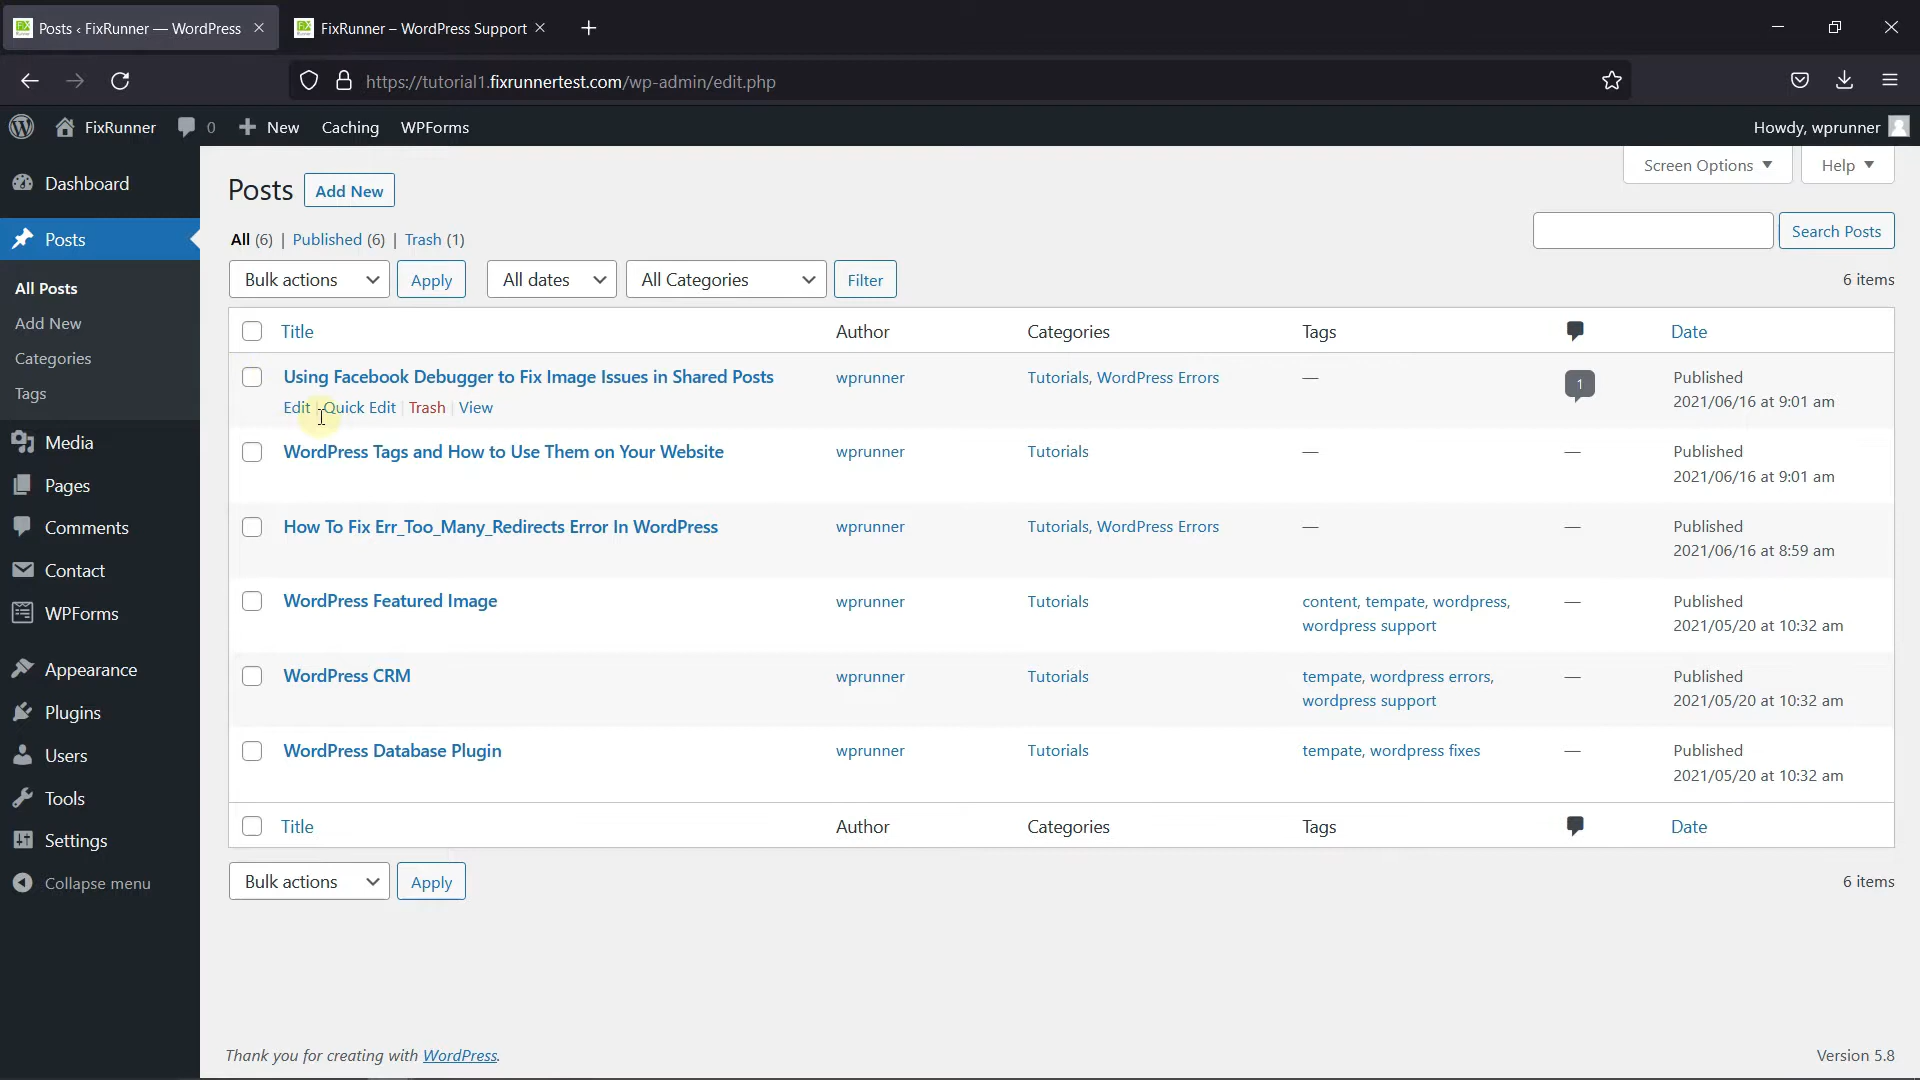 Posts ‹ FixRunner — WordPress
FixRunner – WordPress Support
https://tutorial1.fixrunnertest.com/wp-admin/edit.php
FixRunner 0 New Caching WPForms Howdy, wprunner
Dashboard
Posts
All Posts
Add New
Categories
Tags
Media
Pages
Comments
Contact
WPForms
Appearance
Plugins
Users
Tools
Settings
Collapse menu
Screen Options Help
Posts Add New
All (6) | Published (6) | Trash (1)
Search Posts
Bulk actions Apply All dates All Categories Filter 6 items
Title Author Categories Tags Date
Using Facebook Debugger to Fix Image Issues in Shared Posts wprunner Tutorials, WordPress Errors — 1 Published
Edit | Quick Edit | Trash | View 2021/06/16 at 9:01 am
WordPress Tags and How to Use Them on Your Website wprunner Tutorials — — Published
2021/06/16 at 9:01 am
How To Fix Err_Too_Many_Redirects Error In WordPress wprunner Tutorials, WordPress Errors — — Published
2021/06/16 at 8:59 am
WordPress Featured Image wprunner Tutorials content, tempate, wordpress, — Published
wordpress support 2021/05/20 at 10:32 am
WordPress CRM wprunner Tutorials tempate, wordpress errors, — Published
wordpress support 2021/05/20 at 10:32 am
WordPress Database Plugin wprunner Tutorials tempate, wordpress fixes — Published
2021/05/20 at 10:32 am
Title Author Categories Tags Date
Bulk actions Apply 6 items
Thank you for creating with WordPress. Version 5.8